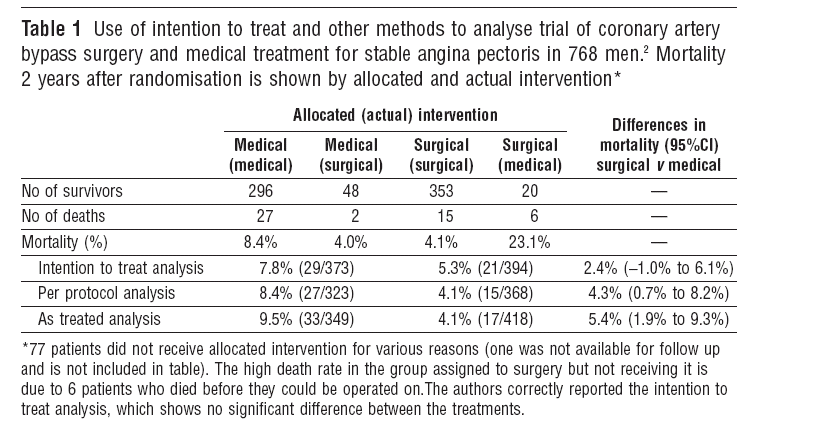 Table 1 Use of intention to treat and other methods to analyse trial of coronary artery
bypass surgery and medical treatment for stable angina pectoris in 768 men.² Mortality
2 years after randomisation is shown by allocated and actual intervention*
Allocated (actual) intervention
Differences in
mortality (95%CI)
surgical v medical
Medical Medical Surgical Surgical
(medical) (surgical) (surgical) (medical)
No of survivors 296 48 353 20 —
No of deaths 27 2 15 6 —
Mortality (%) 8.4% 4.0% 4.1% 23.1% —
Intention to treat analysis 7.8% (29/373) 5.3% (21/394) 2.4% (–1.0% to 6.1%)
Per protocol analysis 8.4% (27/323) 4.1% (15/368) 4.3% (0.7% to 8.2%)
As treated analysis 9.5% (33/349) 4.1% (17/418) 5.4% (1.9% to 9.3%)
*77 patients did not receive allocated intervention for various reasons (one was not available for follow up
and is not included in table). The high death rate in the group assigned to surgery but not receiving it is
due to 6 patients who died before they could be operated on.The authors correctly reported the intention to
treat analysis, which shows no significant difference between the treatments.